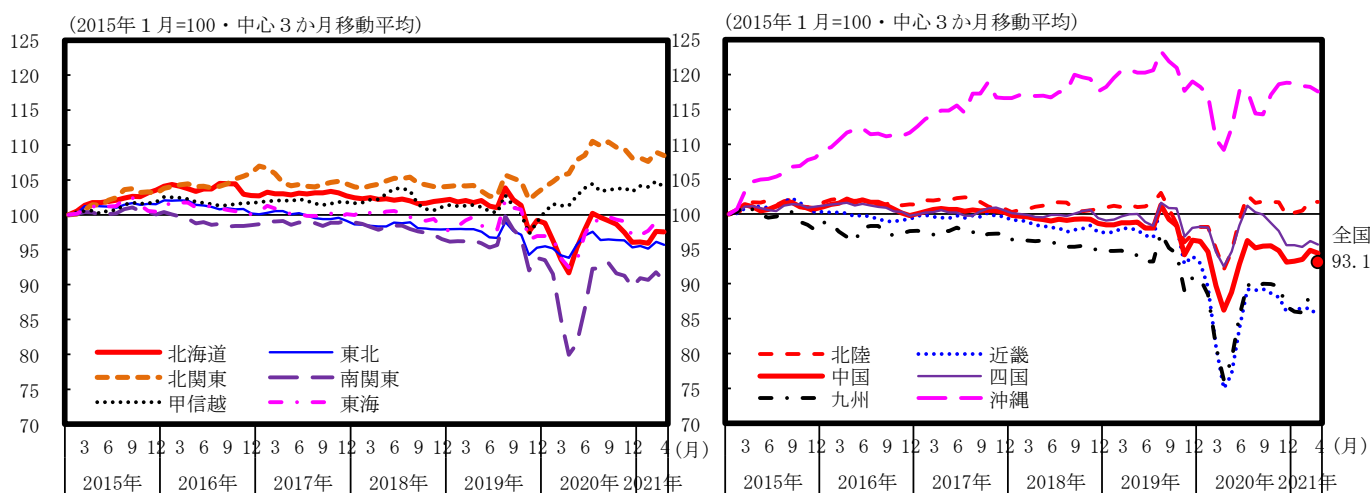 (2015年１月=100・中心３か月移動平均)
125
120
115
110
105
100
95
90
85
80
75
70
北海道
東北
北関東
南関東
甲信越
東海
3 6 9 12 3 6 9 12 3 6 9 12 3 6 9 12 3 6 9 12 3 6 9 12 3 4 (月)
2015年 2016年 2017年 2018年 2019年 2020年 2021年
(2015年１月=100・中心３か月移動平均)
125
120
115
110
105
100
95
90
85
80
75
70
全国
93.1
北陸
近畿
中国
四国
九州
沖縄
3 6 9 12 3 6 9 12 3 6 9 12 3 6 9 12 3 6 9 12 3 6 9 12 4 (月)
2015年 2016年 2017年 2018年 2019年 2020年 2021年